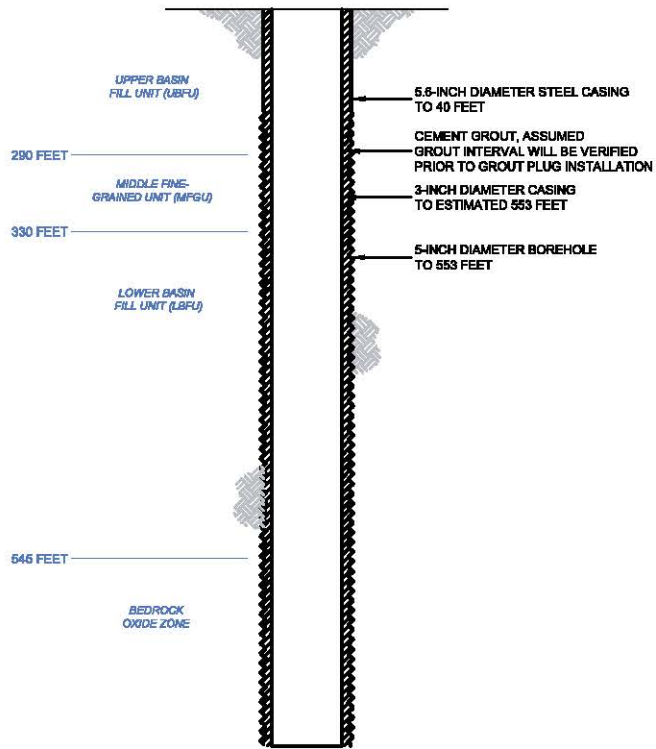 UPPER BASIN
FILL UNIT (UBFU)
290 FEET
MIDDLE FINE-
GRAINED UNIT (MFGU)
330 FEET
LOWER BASIN
FILL UNIT (LBFU)
545 FEET
BEDROCK
OXIDE ZONE
5.6-INCH DIAMETER STEEL CASING
TO 40 FEET
CEMENT GROUT, ASSUMED
GROUT INTERVAL WILL BE VERIFIED
PRIOR TO GROUT PLUG INSTALLATION
3-INCH DIAMETER CASING
TO ESTIMATED 553 FEET
5-INCH DIAMETER BOREHOLE
TO 553 FEET